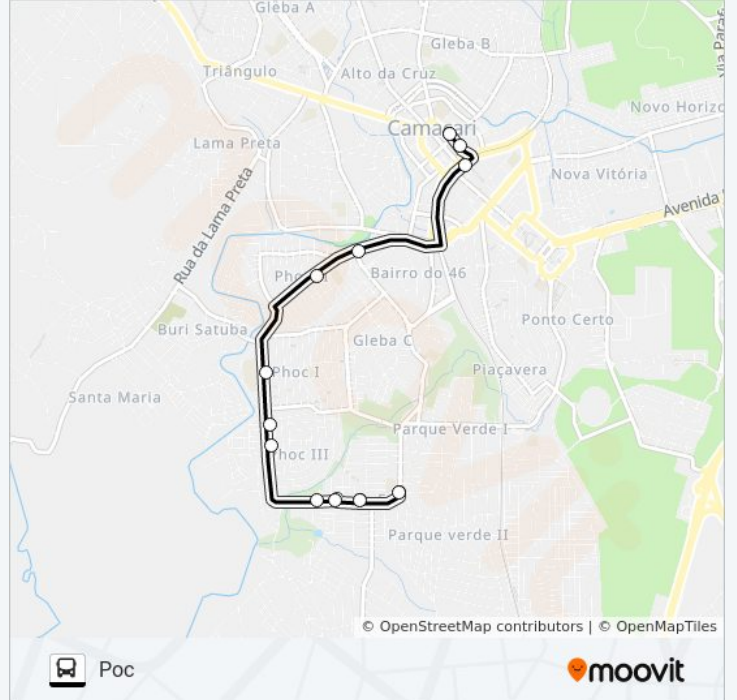 Gleba A
Gleba B
Triângulo
Alto da Cruz
Via Paraf
Novo Horizo
Camaçari
Lama Preta
Nova Vitória
Rua da Lama Preta
Avenida
Bairro do 46
Buri Satuba
Ponto Certo
Gleba C
Phoc I
Piaçavera
Santa Maria
Parque Verde I
Phoc III
Parque verde II
© OpenStreetMap contributors | © OpenMapTiles
Poc
moovit